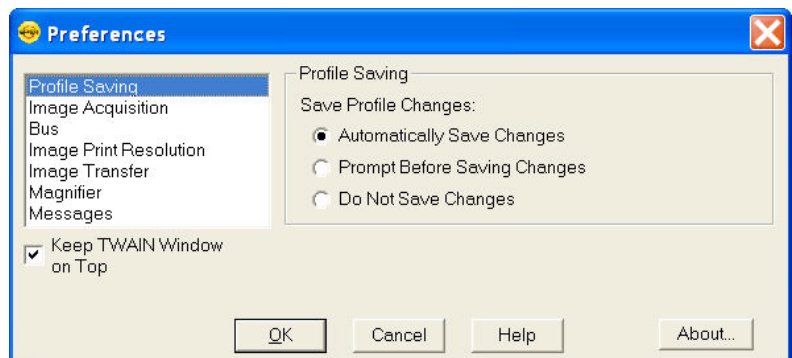 Preferences
Profile Saving
Image Acquisition
Bus
Image Print Resolution
Image Transfer
Magnifier
Messages
Keep TWAIN Window
on Top
Profile Saving
Save Profile Changes:
Automatically Save Changes
Prompt Before Saving Changes
Do Not Save Changes
OK
Cancel
Help
About...